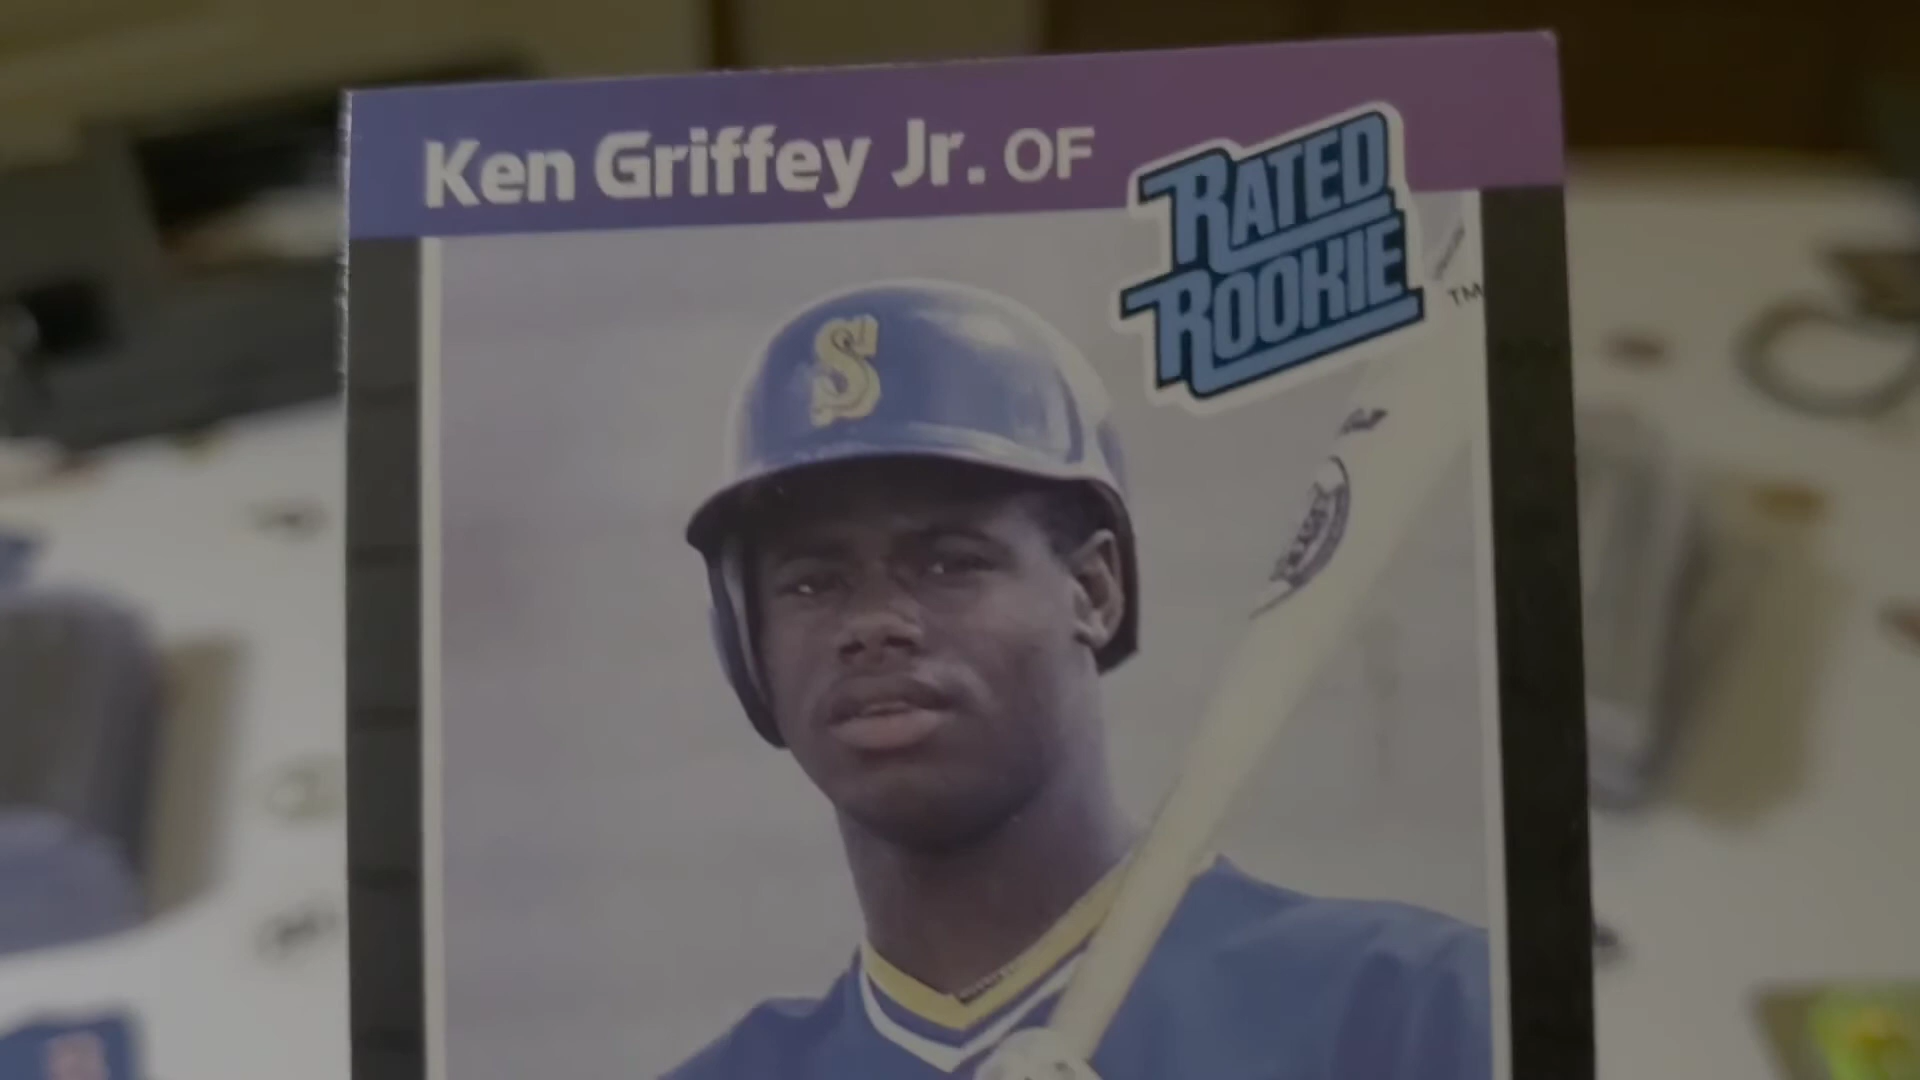 Ken Griffey Jr. OF
RATED
ROOKIE
TM
S